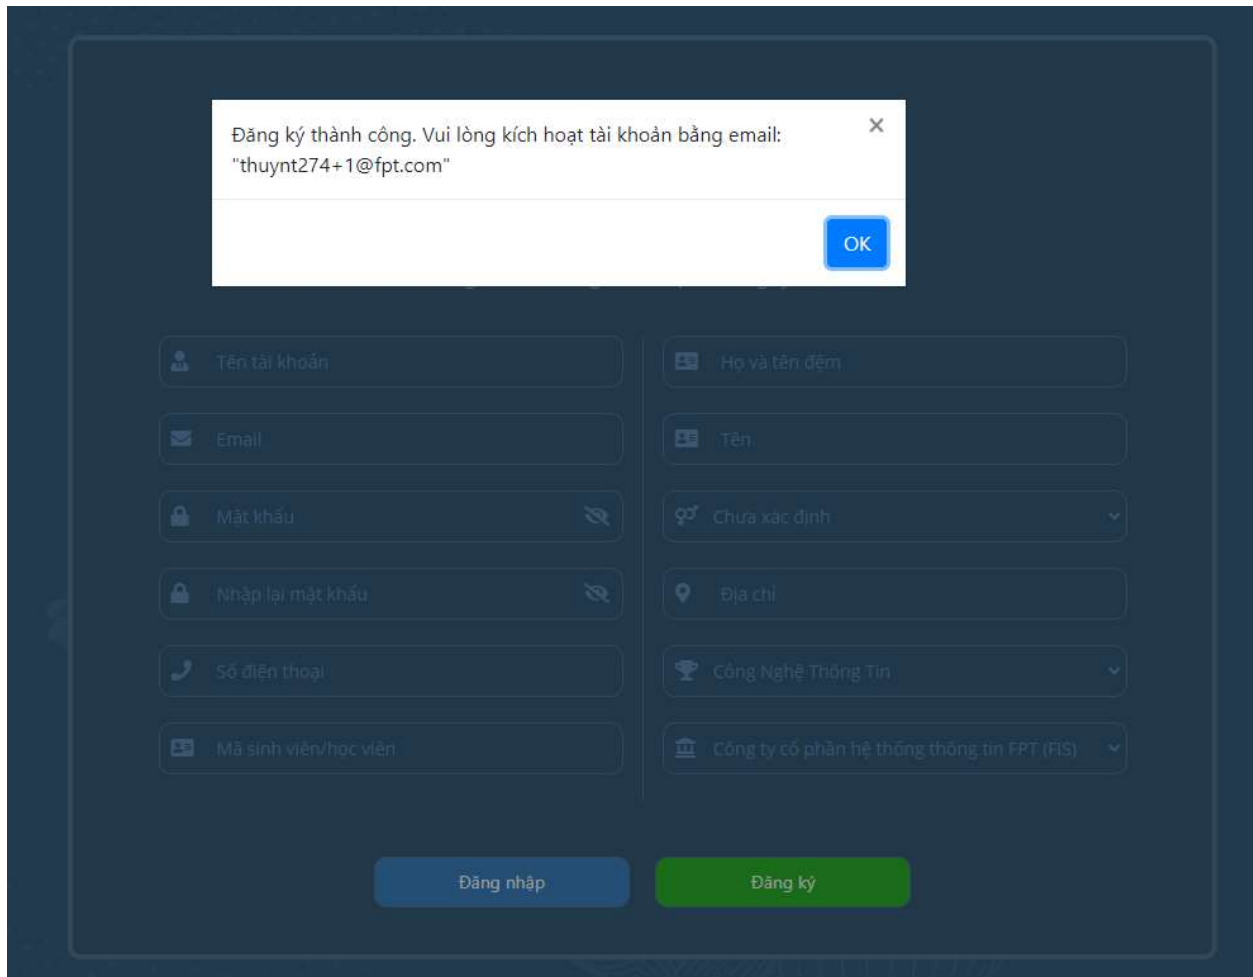 Đăng ký thành công. Vui lòng kích hoạt tài khoản bằng email:
"thuynt274+1@fpt.com"
×
OK
Tên tài khoản
Họ và tên đệm
Email
Tên
Mật khẩu
Chưa xác định
Nhập lại mật khẩu
Địa chỉ
Số điện thoại
Công Nghệ Thông Tin
Mã sinh viên/học viên
Công ty cổ phần hệ thống thông tin FPT (FIS)
Đăng nhập
Đăng ký